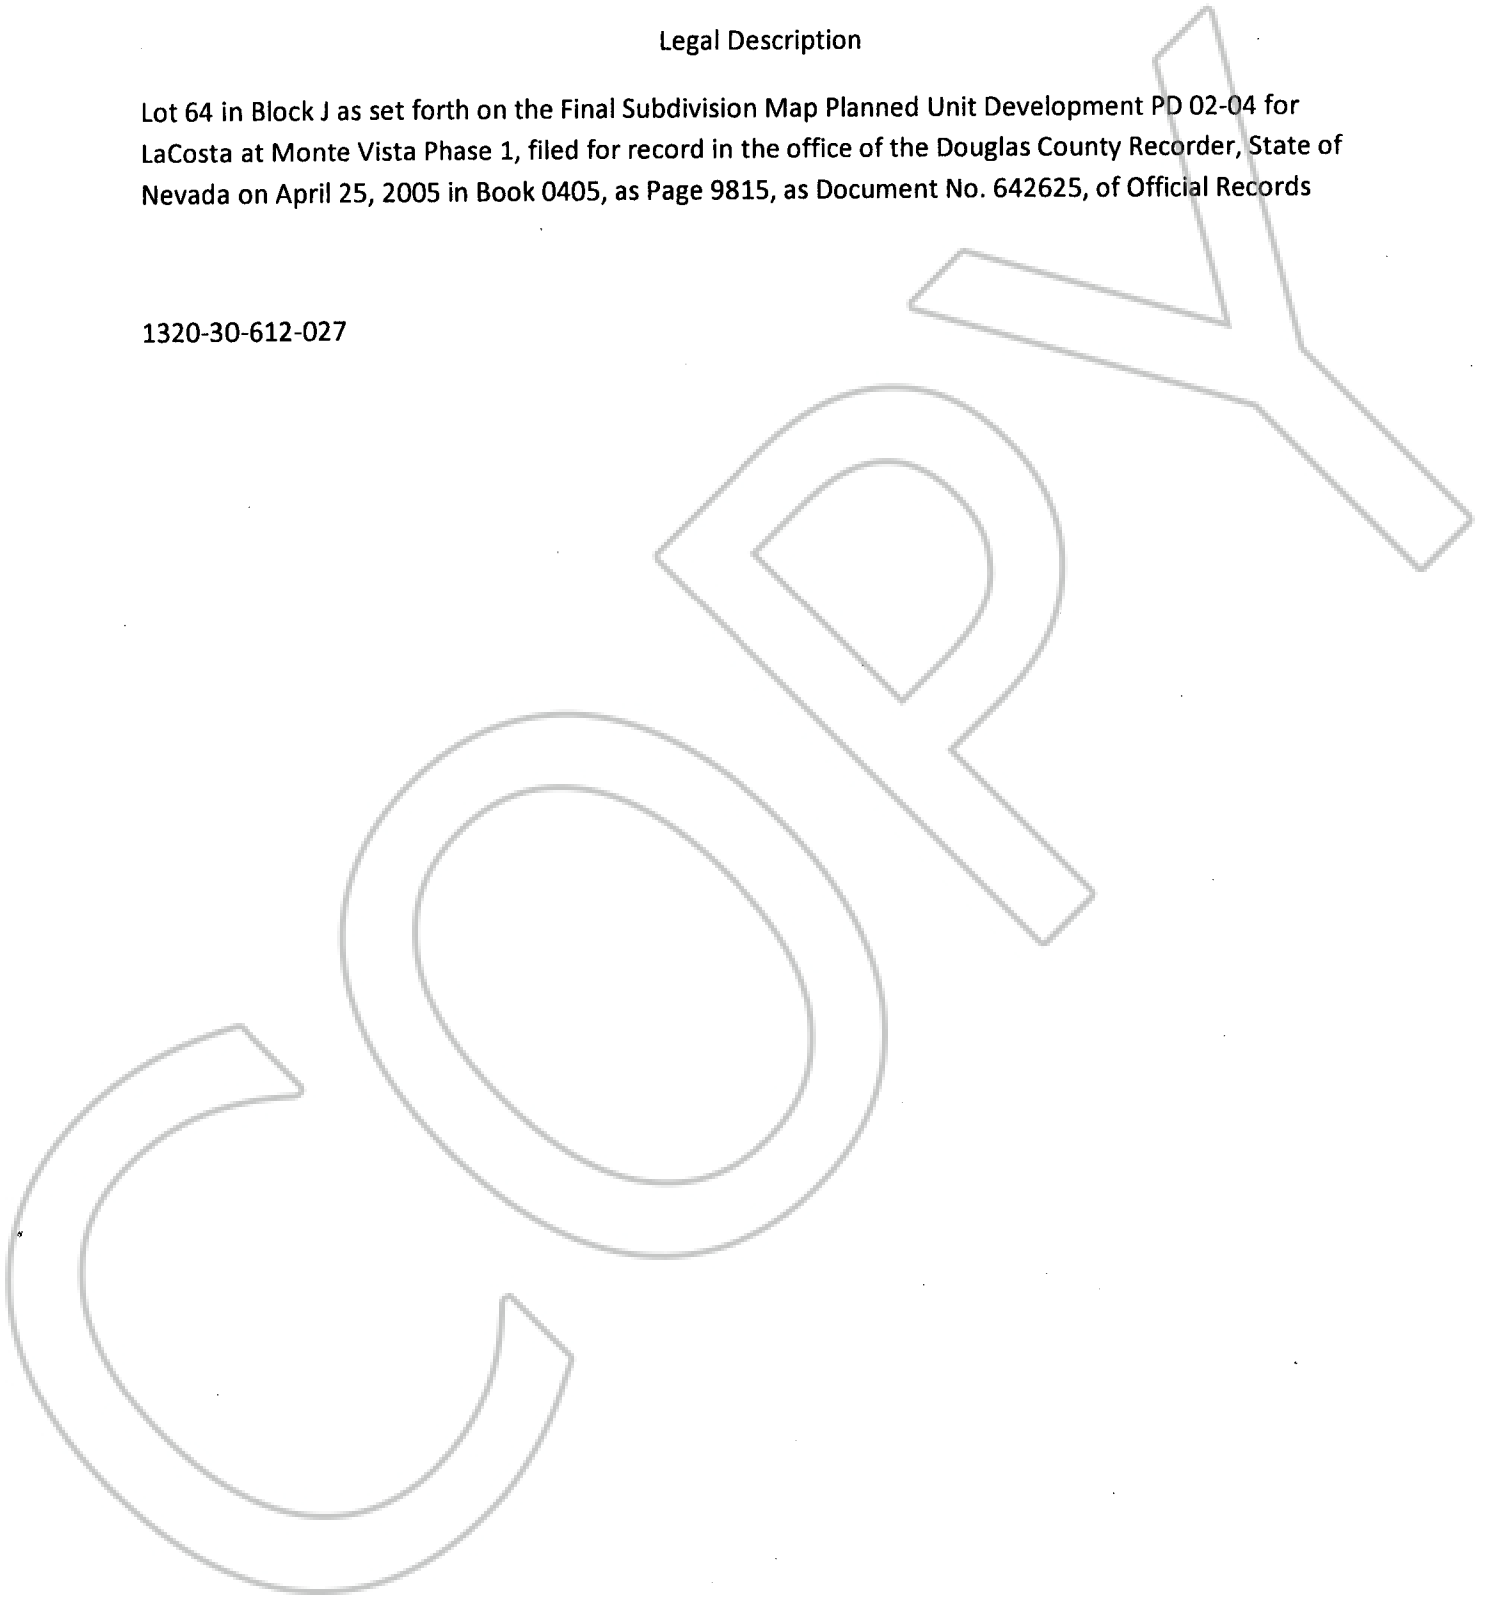 Legal Description
Lot 64 in Block J as set forth on the Final Subdivision Map Planned Unit Development PD 02-04 for
LaCosta at Monte Vista Phase 1, filed for record in the office of the Douglas County Recorder, State of
Nevada on April 25, 2005 in Book 0405, as Page 9815, as Document No. 642625, of Official Records
1320-30-612-027
COPY